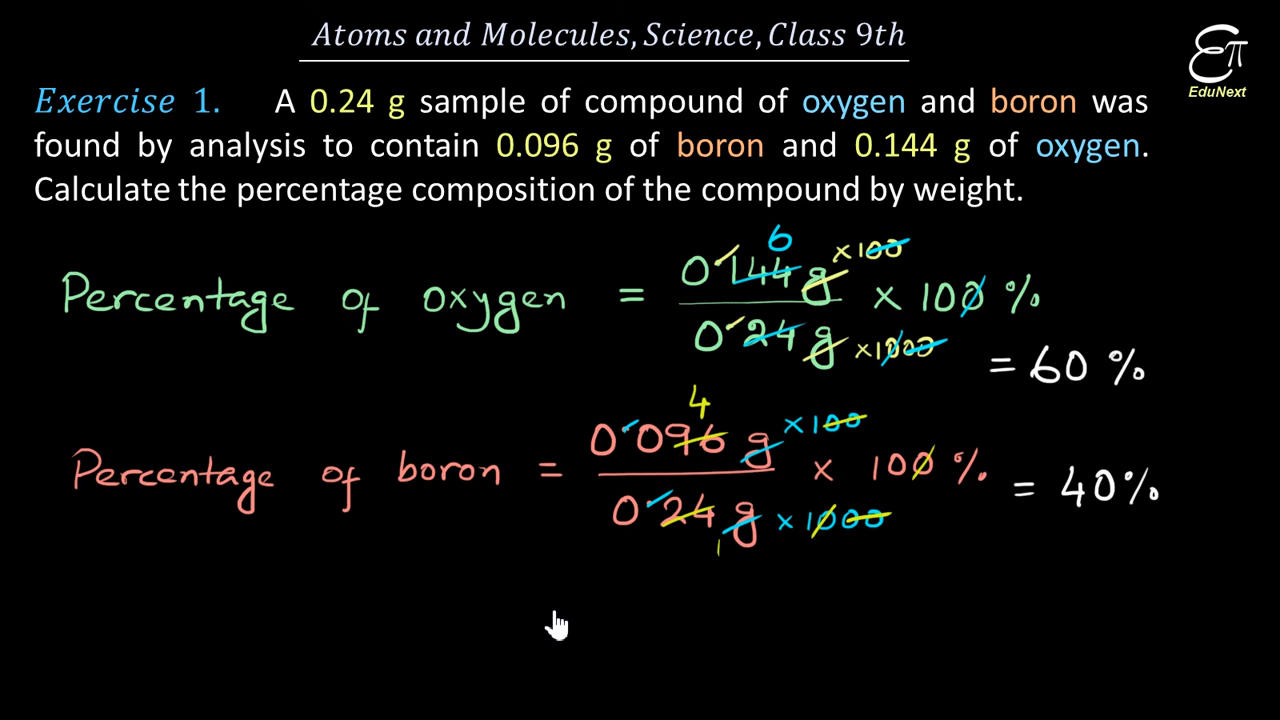 Atoms and Molecules, Science, Class 9th
επ
EduNext
Exercise 1. A 0.24 g sample of compound of oxygen and boron was
found by analysis to contain 0.096 g of boron and 0.144 g of oxygen.
Calculate the percentage composition of the compound by weight.
6
Percentage of oxygen = 0.144 g ×100 / 0.24 g ×1000 × 100 %
= 60 %
4
Percentage of boron = 0.096 g ×100 / 0.24 g ×1000 × 100 % = 40%
1